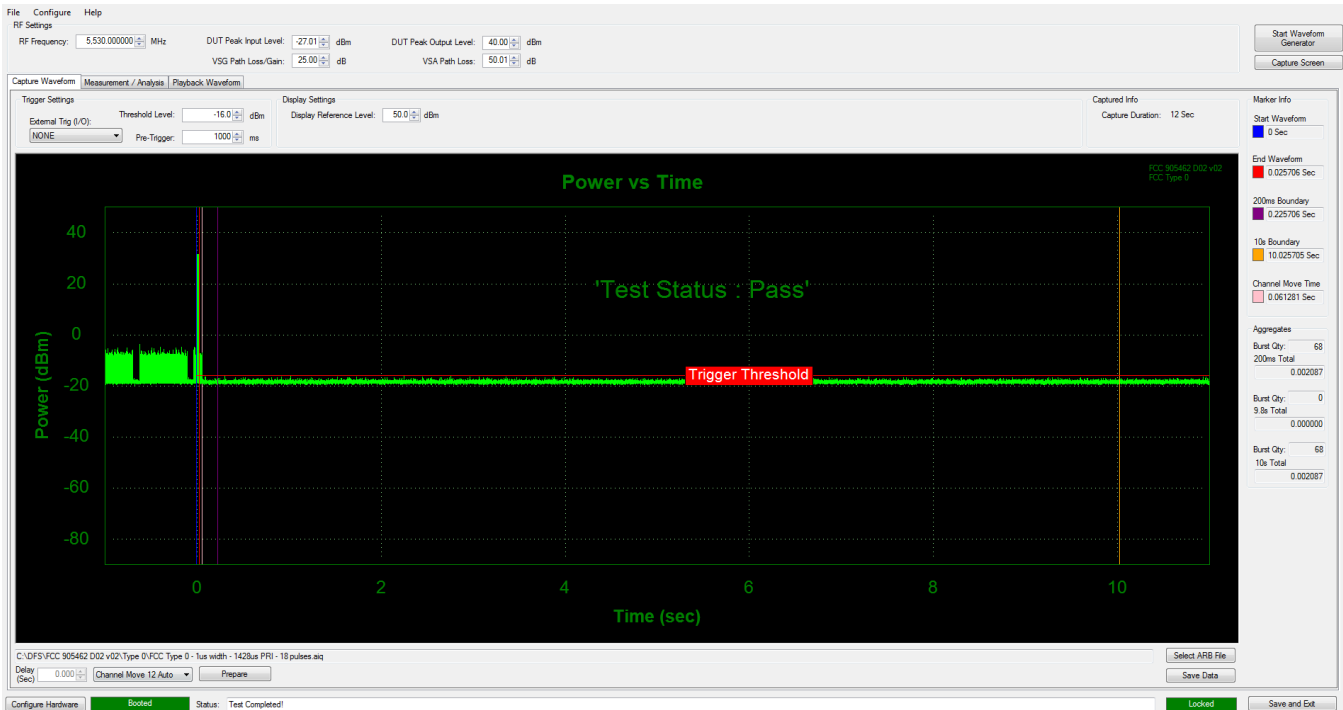 File Configure Help
RF Settings
RF Frequency: 5,530.000000 MHz DUT Peak Input Level: -27.01 dBm DUT Peak Output Level: 40.00 dBm
VSG Path Loss/Gain: 25.00 dB VSA Path Loss: 50.01 dB
Start Waveform
Generator
Capture Screen
Capture Waveform Measurement / Analysis Playback Waveform
Trigger Settings
External Trig (I/O):
NONE
Threshold Level: -16.0 dBm
Pre-Trigger: 1000 ms
Display Settings
Display Reference Level: 50.0 dBm
Captured Info
Capture Duration: 12 Sec
Marker Info
Start Waveform
0 Sec
End Waveform
0.025706 Sec
200ms Boundary
0.225706 Sec
10s Boundary
10.025705 Sec
Channel Move Time
0.061281 Sec
Aggregates
Burst Qty: 68
200ms Total
0.002087
Burst Qty: 0
9.8s Total
0.000000
Burst Qty: 68
10s Total
0.002087
Power vs Time
FCC 905462 D02 v02
FCC Type 0
'Test Status : Pass'
Trigger Threshold
Power (dBm)
40
20
0
-20
-40
-60
-80
0 2 4 6 8 10
Time (sec)
C:\DFS\FCC 905462 D02 v02\Type 0\FCC Type 0 - 1us width - 1428us PRI - 18 pulses.aiq
Select ARB File
Delay
(Sec) 0.000 Channel Move 12 Auto Prepare
Save Data
Configure Hardware Booted Status: Test Completed! Locked Save and Exit